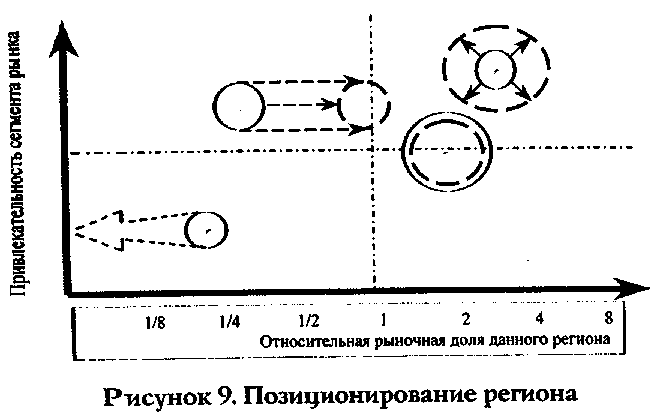 Привлекательность сегмента рынка
1/8 1/4 1/2 1 2 4 8
Относительная рыночная доля данного региона
Рисунок 9. Позиционирование региона